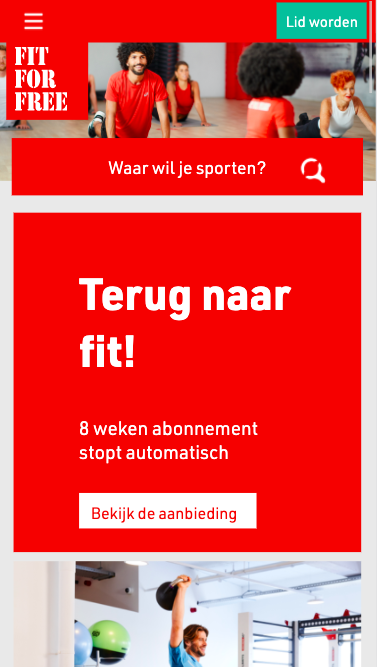 Lid worden
FIT
FOR
FREE
Waar wil je sporten?
Terug naar
fit!
8 weken abonnement
stopt automatisch
Bekijk de aanbieding